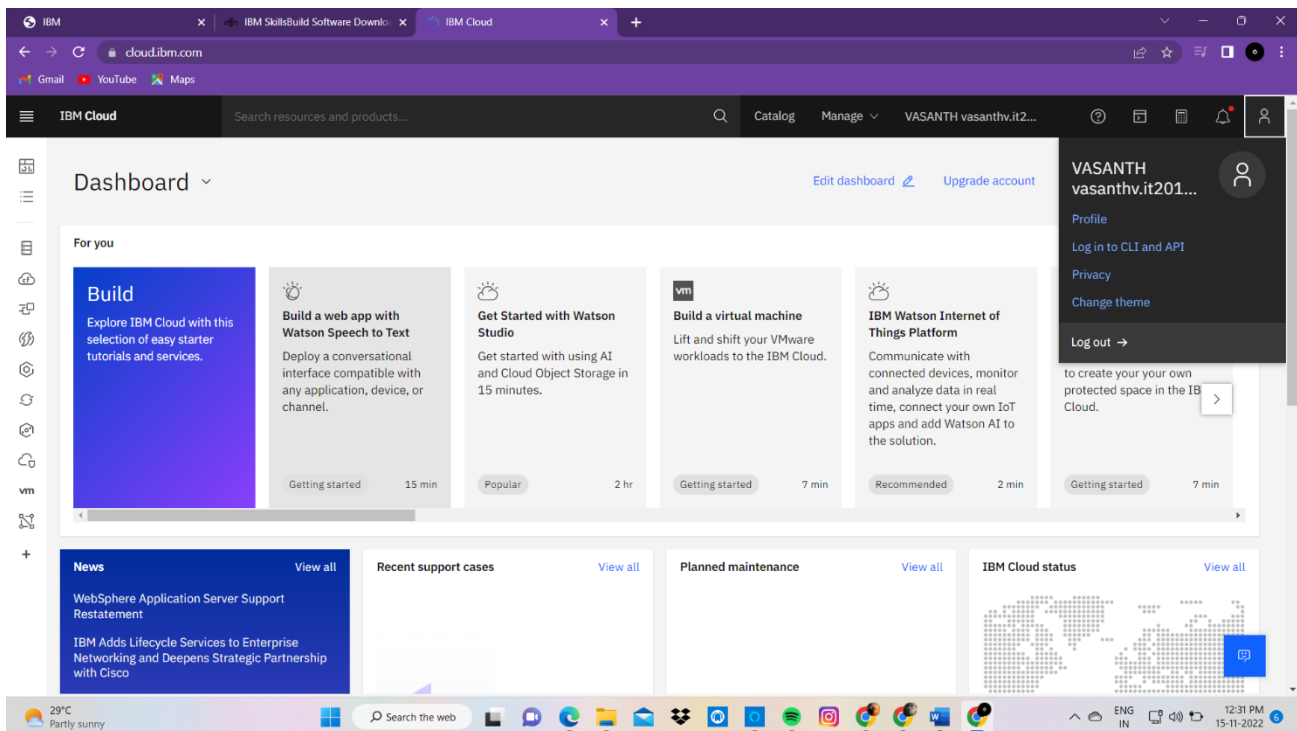 IBM
IBM SkillsBuild Software Downlo
IBM Cloud
cloud.ibm.com
Gmail
YouTube
Maps
IBM Cloud
Search resources and products...
Catalog
Manage
VASANTH vasanthv.it2...
VASANTH
vasanthv.it201...
Profile
Log in to CLI and API
Privacy
Change theme
Log out →
Dashboard
Edit dashboard
Upgrade account
For you
Build
Explore IBM Cloud with this
selection of easy starter
tutorials and services.
Build a web app with
Watson Speech to Text
Deploy a conversational
interface compatible with
any application, device, or
channel.
Getting started
15 min
Get Started with Watson
Studio
Get started with using AI
and Cloud Object Storage in
15 minutes.
Popular
2 hr
vm
Build a virtual machine
Lift and shift your VMware
workloads to the IBM Cloud.
Getting started
7 min
IBM Watson Internet of
Things Platform
Communicate with
connected devices, monitor
and analyze data in real
time, connect your own IoT
apps and add Watson AI to
the solution.
Recommended
2 min
to create your your own
protected space in the IB
Cloud.
Getting started
7 min
vm
News
View all
WebSphere Application Server Support
Restatement
IBM Adds Lifecycle Services to Enterprise
Networking and Deepens Strategic Partnership
with Cisco
Recent support cases
View all
Planned maintenance
View all
IBM Cloud status
View all
29°C
Partly sunny
Search the web
ENG
IN
12:31 PM
15-11-2022
6